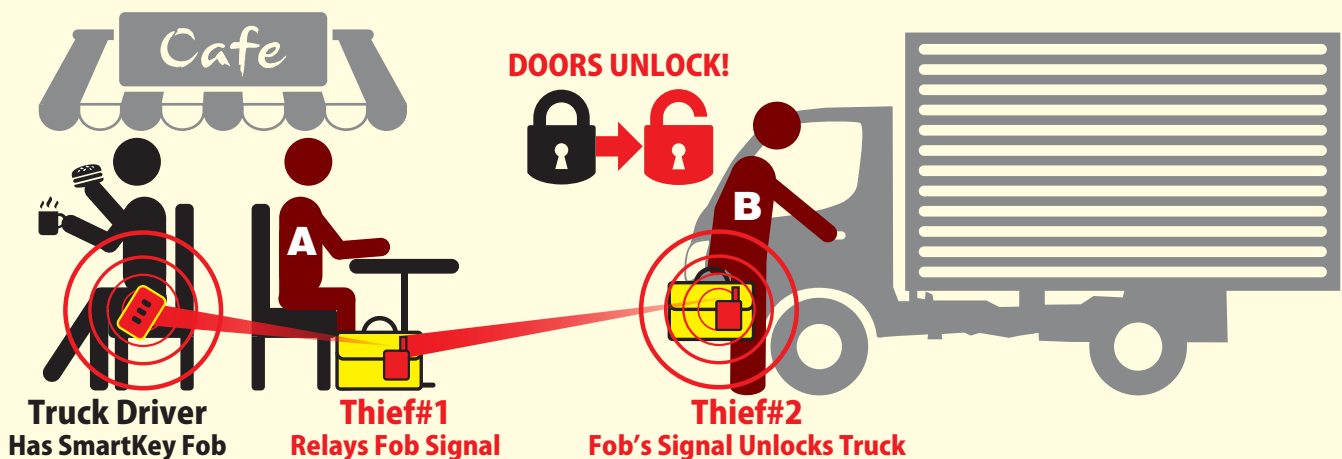 Cafe
DOORS UNLOCK!
A
B
Truck Driver
Has SmartKey Fob
Thief#1
Relays Fob Signal
Thief#2
Fob's Signal Unlocks Truck